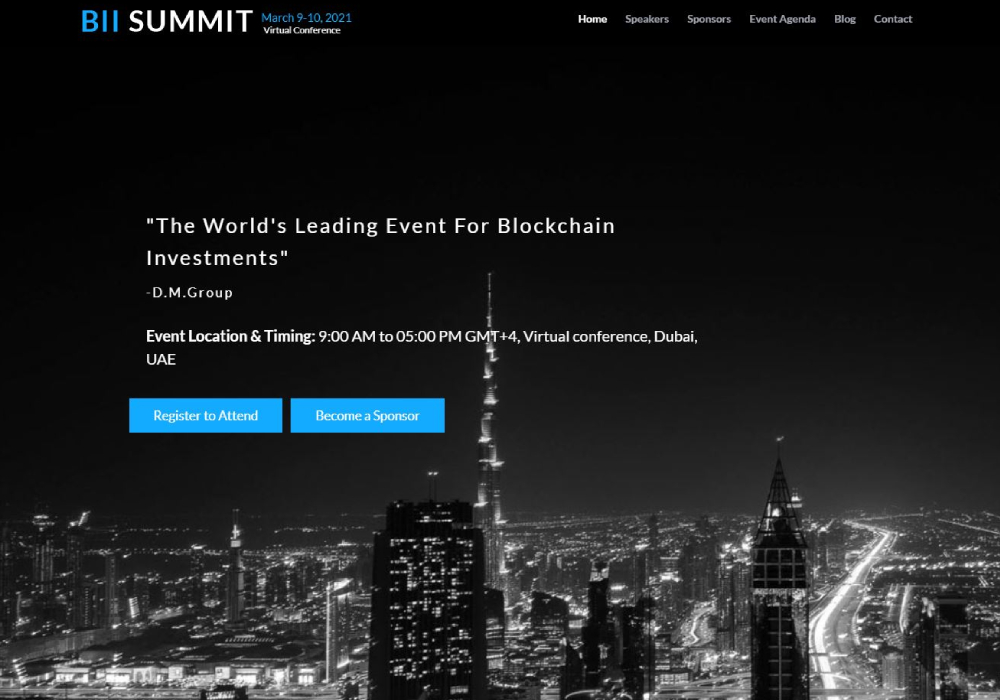 BII SUMMIT March 9-10, 2021
Virtual Conference
Home Speakers Sponsors Event Agenda Blog Contact
"The World's Leading Event For Blockchain
Investments"
-D.M.Group
Event Location & Timing: 9:00 AM to 05:00 PM GMT+4, Virtual conference, Dubai,
UAE
Register to Attend Become a Sponsor